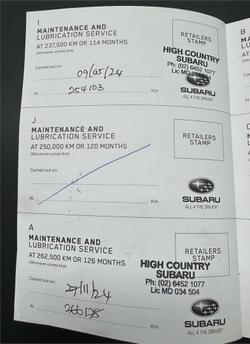 I
MAINTENANCE AND
LUBRICATION SERVICE
AT 237,500 KM OR 114 MONTHS
(Whichever comes first)
RETAILERS
STAMP
HIGH COUNTRY
SUBARU
Ph: (02) 6452 1077
Lic MD
Carried out on:
09/05/24
At 254103 Km
SUBARU
ALL 4 THE DRIVER
J
MAINTENANCE AND
LUBRICATION SERVICE
AT 250,000 KM OR 120 MONTHS
(Whichever comes first)
RETAILERS
STAMP
Carried out on:
At Km
SUBARU
ALL 4 THE DRIVER
A
MAINTENANCE AND
LUBRICATION SERVICE
AT 262,500 KM OR 126 MONTHS
(Whichever comes first)
RETAILERS
STAMP
HIGH COUNTRY
SUBARU
Ph: (02) 6452 1077
Lic MD 034 504
Carried out on:
27/11/24
At Km
SUBARU
ALL 4 THE DRIVER